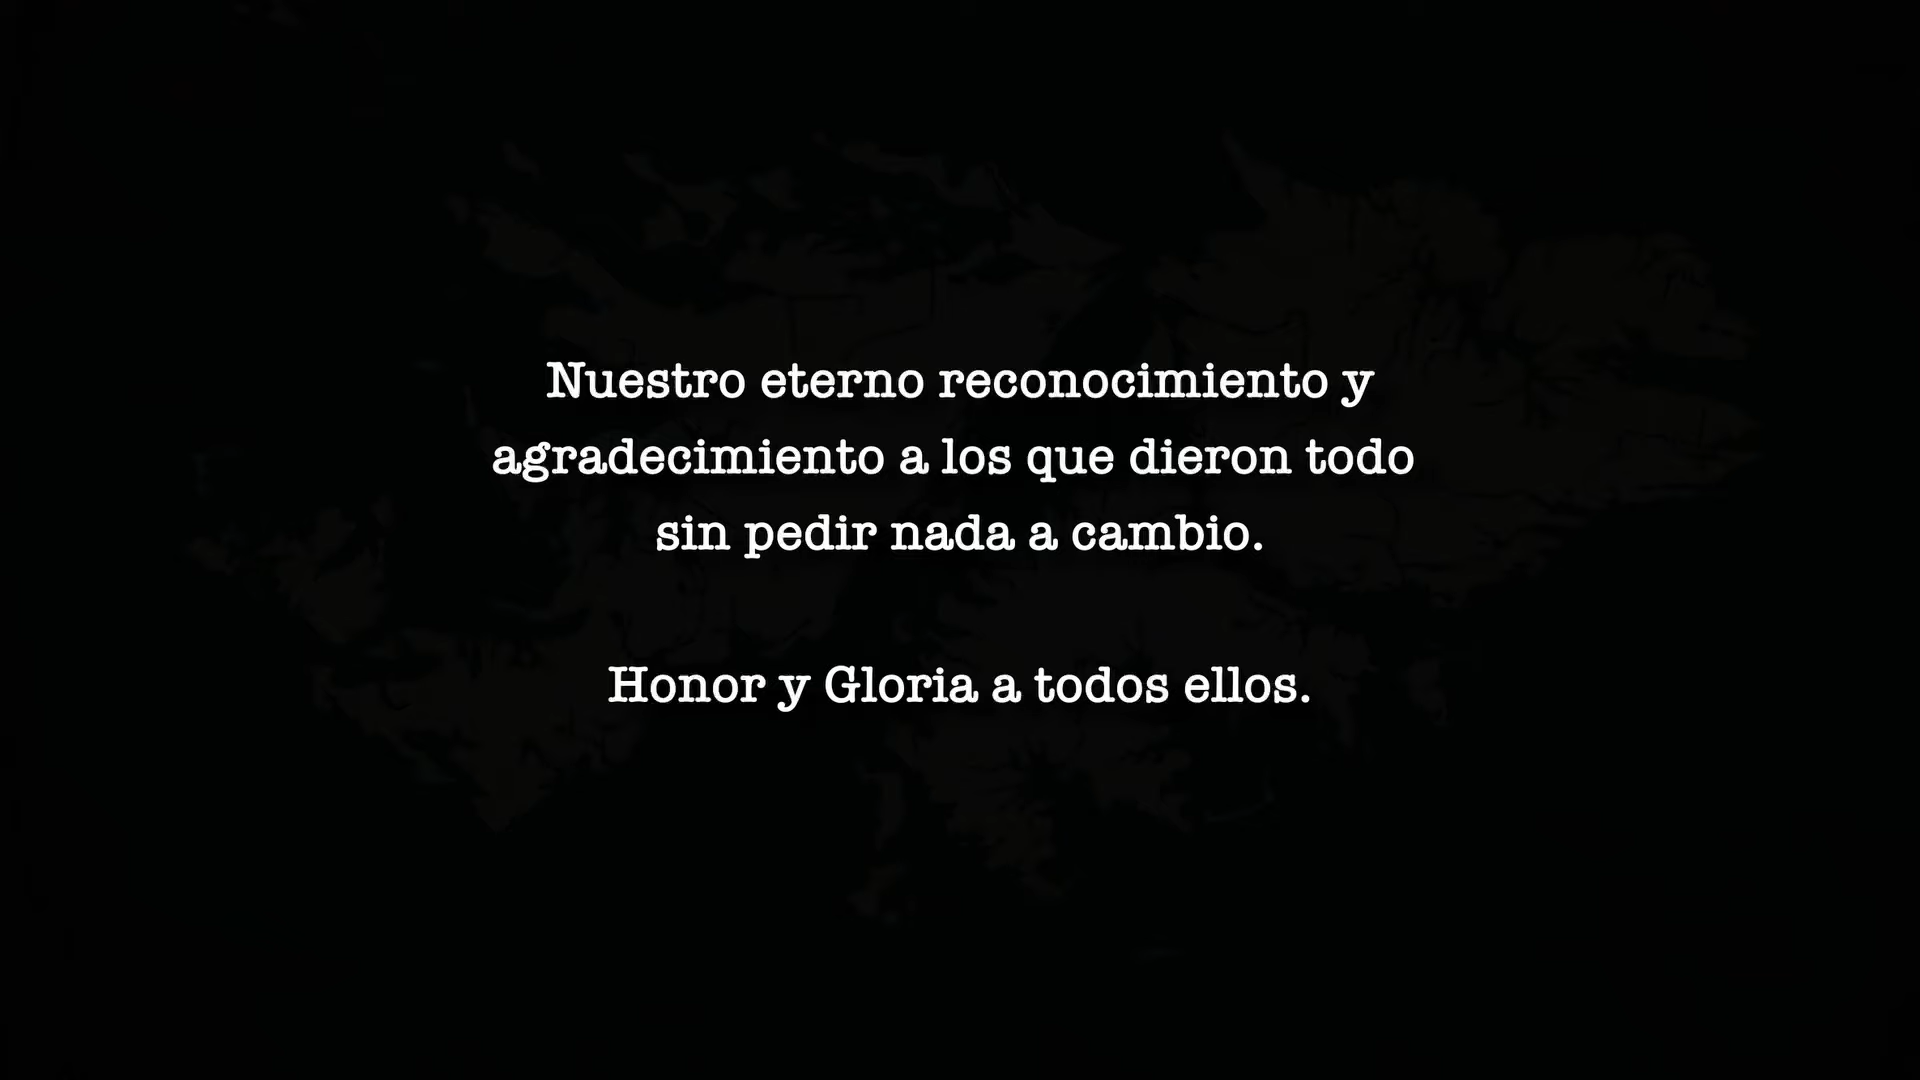 Nuestro eterno reconocimiento y
agradecimiento a los que dieron todo
sin pedir nada a cambio.
Honor y Gloria a todos ellos.